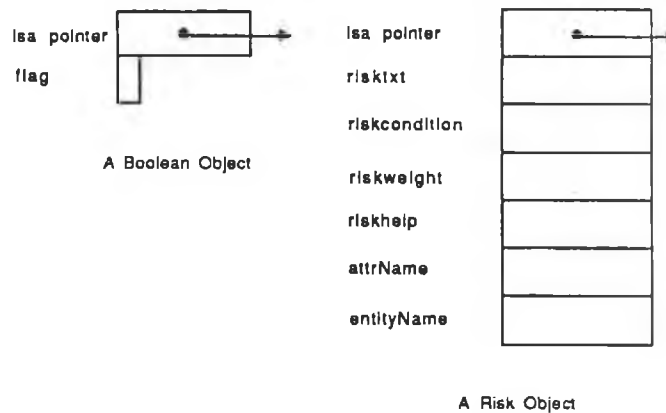 isa pointer
flag
A Boolean Object
isa pointer
risktxt
riskcondition
riskweight
riskhelp
attrName
entityName
A Risk Object